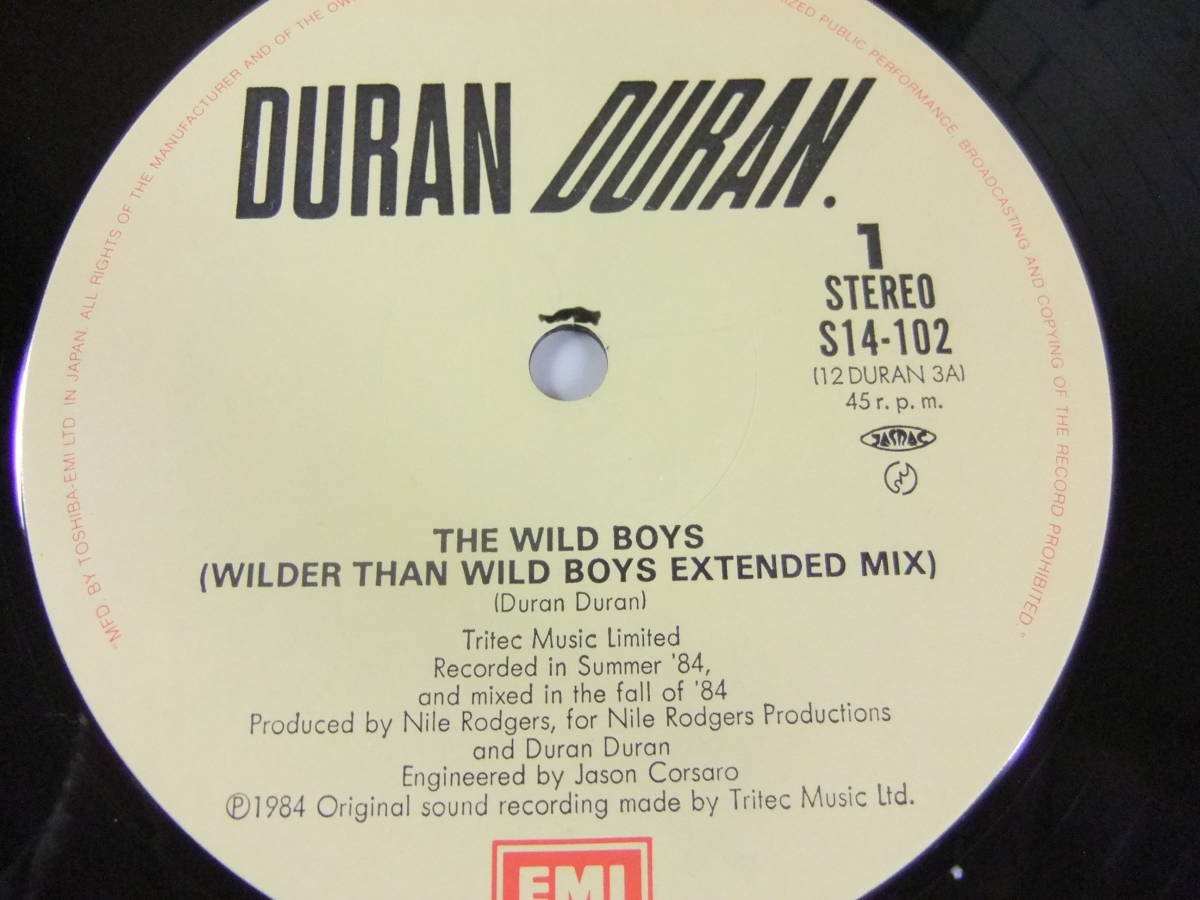 DURAN DURAN.
1
STEREO
S14-102
(12 DURAN 3A)
45 r. p. m.
JASRAC
THE WILD BOYS
(WILDER THAN WILD BOYS EXTENDED MIX)
(Duran Duran)
Tritec Music Limited
Recorded in Summer '84,
and mixed in the fall of '84
Produced by Nile Rodgers, for Nile Rodgers Productions
and Duran Duran
Engineered by Jason Corsaro
℗1984 Original sound recording made by Tritec Music Ltd.
EMI
"MFD. BY TOSHIBA-EMI LTD IN JAPAN. ALL RIGHTS OF THE MANUFACTURER AND OF THE
PUBLIC PERFORMANCE, BROADCASTING AND COPYING OF THE RECORD PROHIBITED."